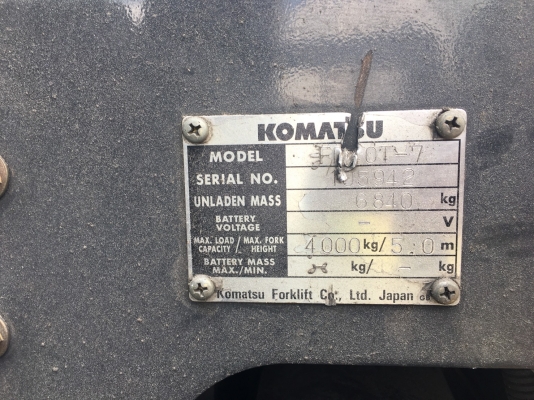 KOMATSU
MODEL
SERIAL NO.
UNLADEN MASS 6840 kg
BATTERY VOLTAGE - V
MAX. LOAD / MAX. FORK
CAPACITY / HEIGHT 4000 kg/5.0 m
BATTERY MASS
MAX./MIN. - kg/ - kg
Komatsu Forklift Co., Ltd. Japan